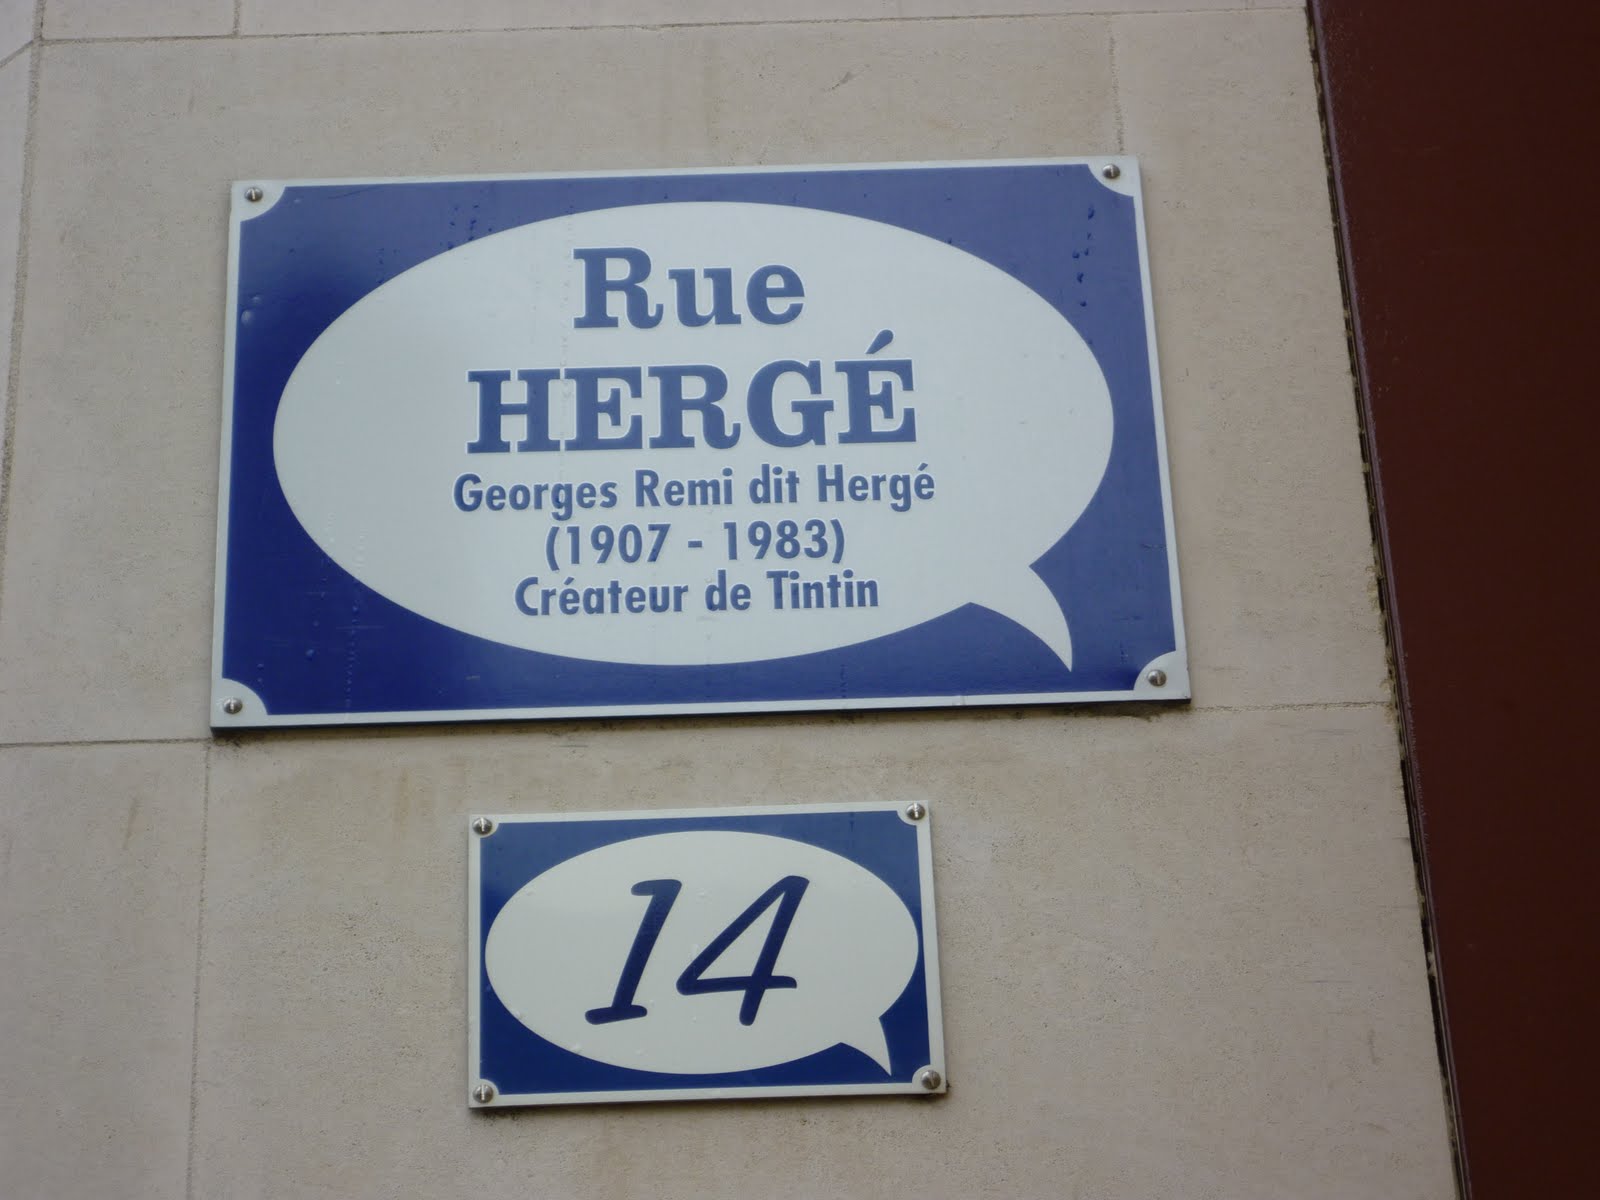 Rue
HERGÉ
Georges Remi dit Hergé
(1907 - 1983)
Créateur de Tintin
14